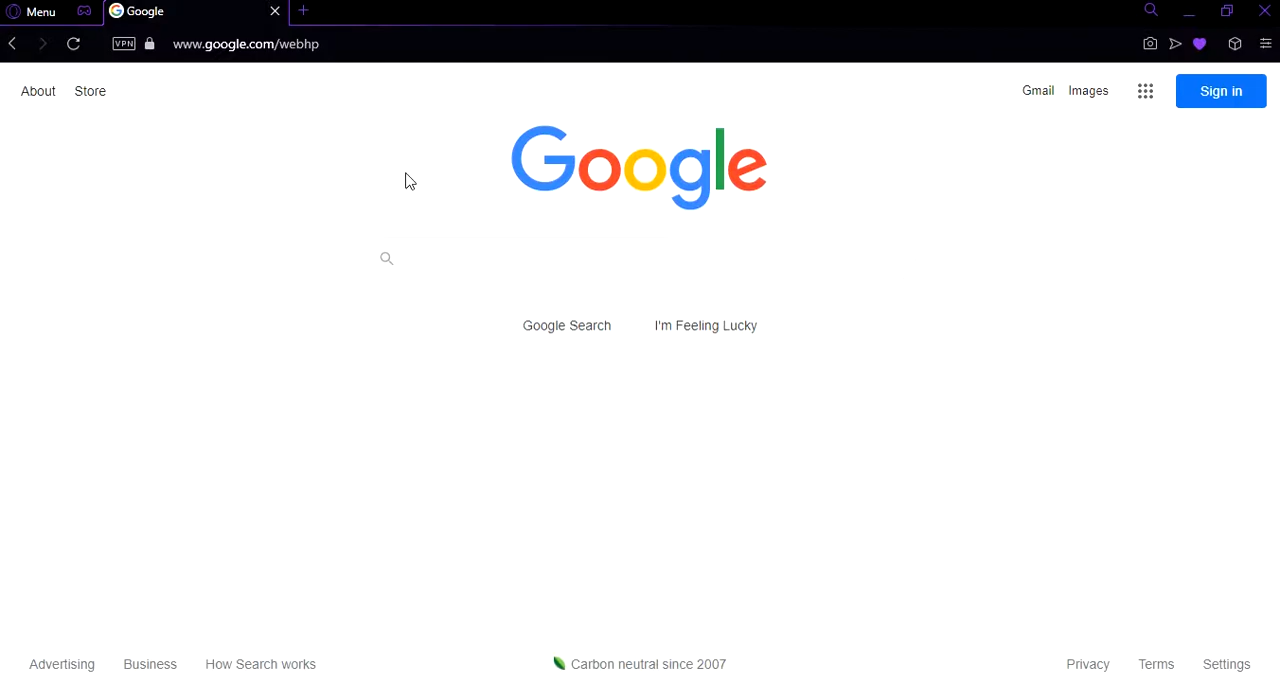 Menu
Google
VPN
www.google.com/webhp
About Store
Gmail Images
Sign in
Google
Google Search
I'm Feeling Lucky
Advertising Business How Search works
Carbon neutral since 2007
Privacy Terms Settings